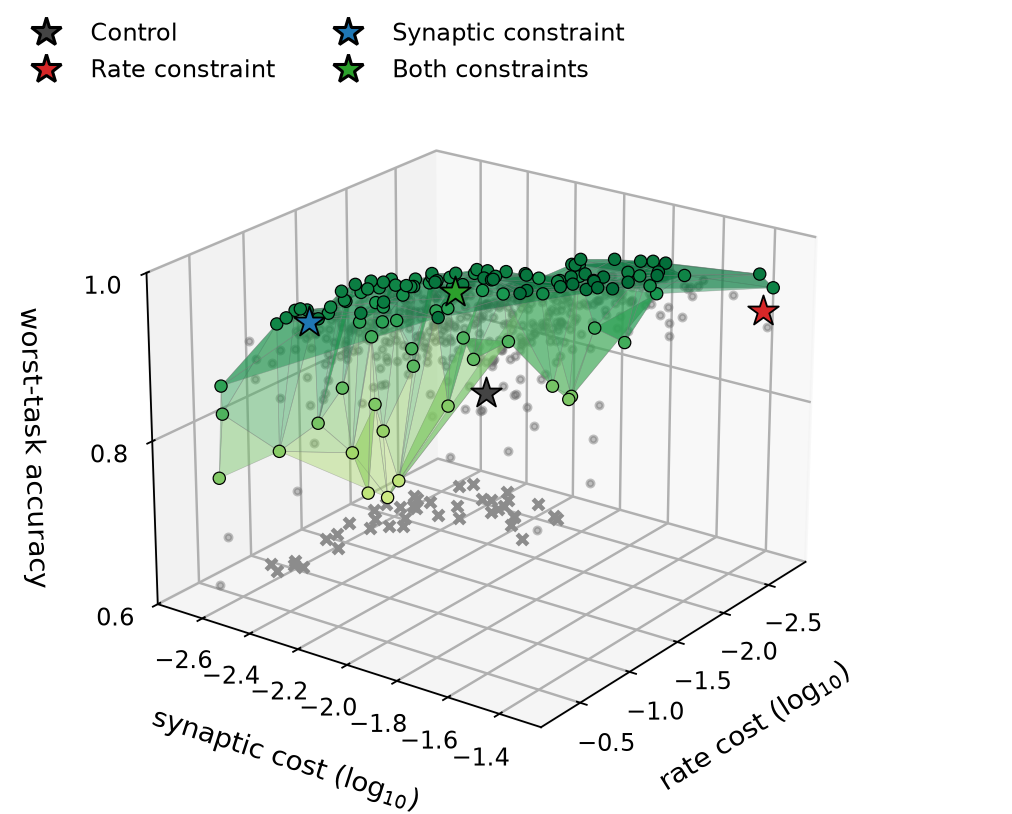 Control
Rate constraint
Synaptic constraint
Both constraints
1.0
0.8
0.6
worst-task accuracy
−2.6
−2.4
−2.2
−2.0
−1.8
−1.6
−1.4
synaptic cost (log₁₀)
−2.5
−2.0
−1.5
−1.0
−0.5
rate cost (log₁₀)